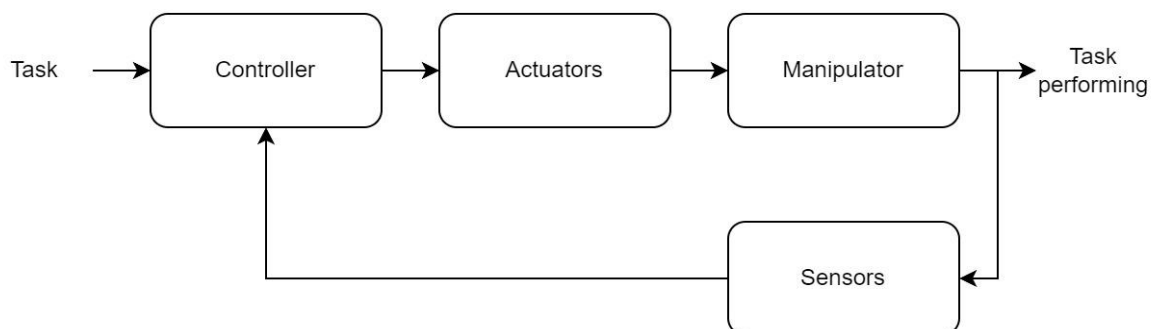 Task
Controller
Actuators
Manipulator
Task
performing
Sensors